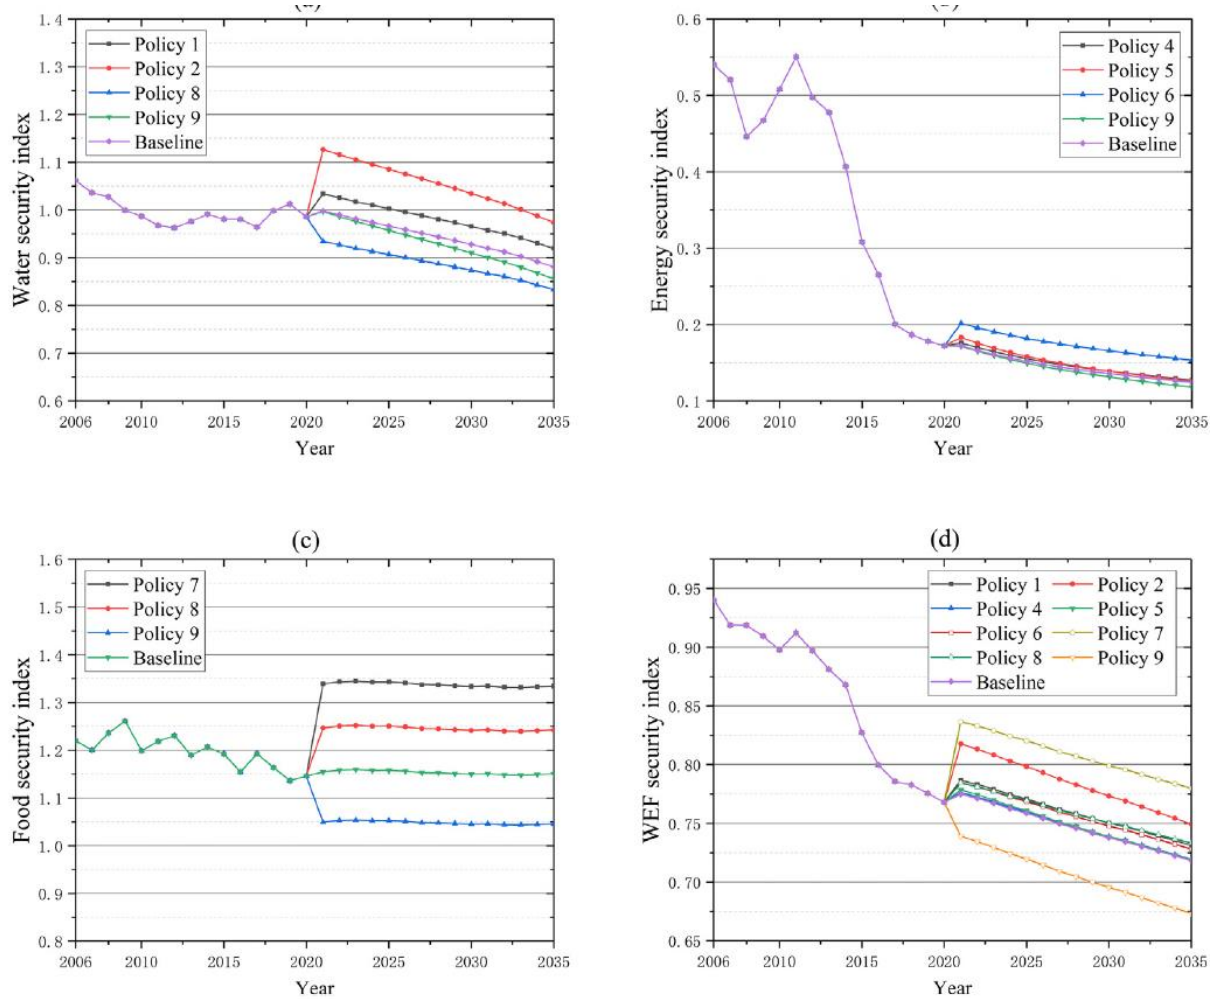 Water security index
1.4
1.3
1.2
1.1
1.0
0.9
0.8
0.7
0.6
Policy 1
Policy 2
Policy 8
Policy 9
Baseline
2006 2010 2015 2020 2025 2030 2035
Year
Energy security index
0.6
0.5
0.4
0.3
0.2
0.1
Policy 4
Policy 5
Policy 6
Policy 9
Baseline
2006 2010 2015 2020 2025 2030 2035
Year
(c)
Food security index
1.6
1.5
1.4
1.3
1.2
1.1
1.0
0.9
0.8
Policy 7
Policy 8
Policy 9
Baseline
2006 2010 2015 2020 2025 2030 2035
Year
(d)
WEF security index
0.95
0.90
0.85
0.80
0.75
0.70
0.65
Policy 1 Policy 2
Policy 4 Policy 5
Policy 6 Policy 7
Policy 8 Policy 9
Baseline
2006 2010 2015 2020 2025 2030 2035
Year